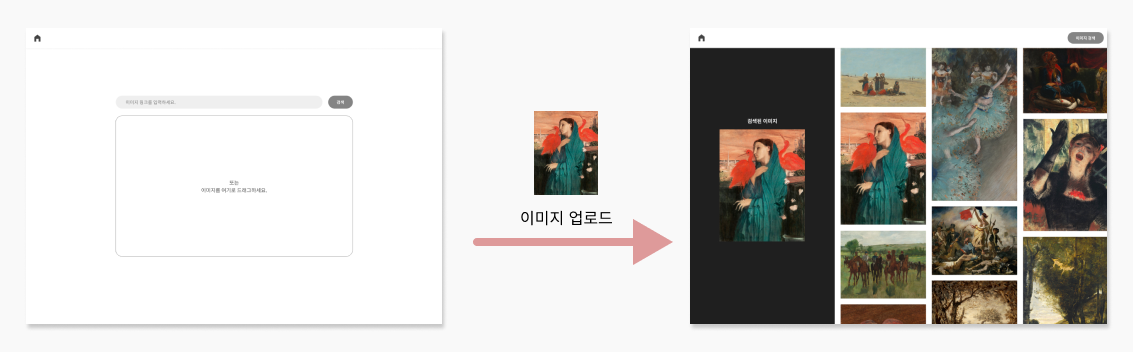 이미지 링크를 입력하세요.
검색
또는
이미지를 여기로 드래그하세요.
이미지 업로드
이미지 검색
검색된 이미지